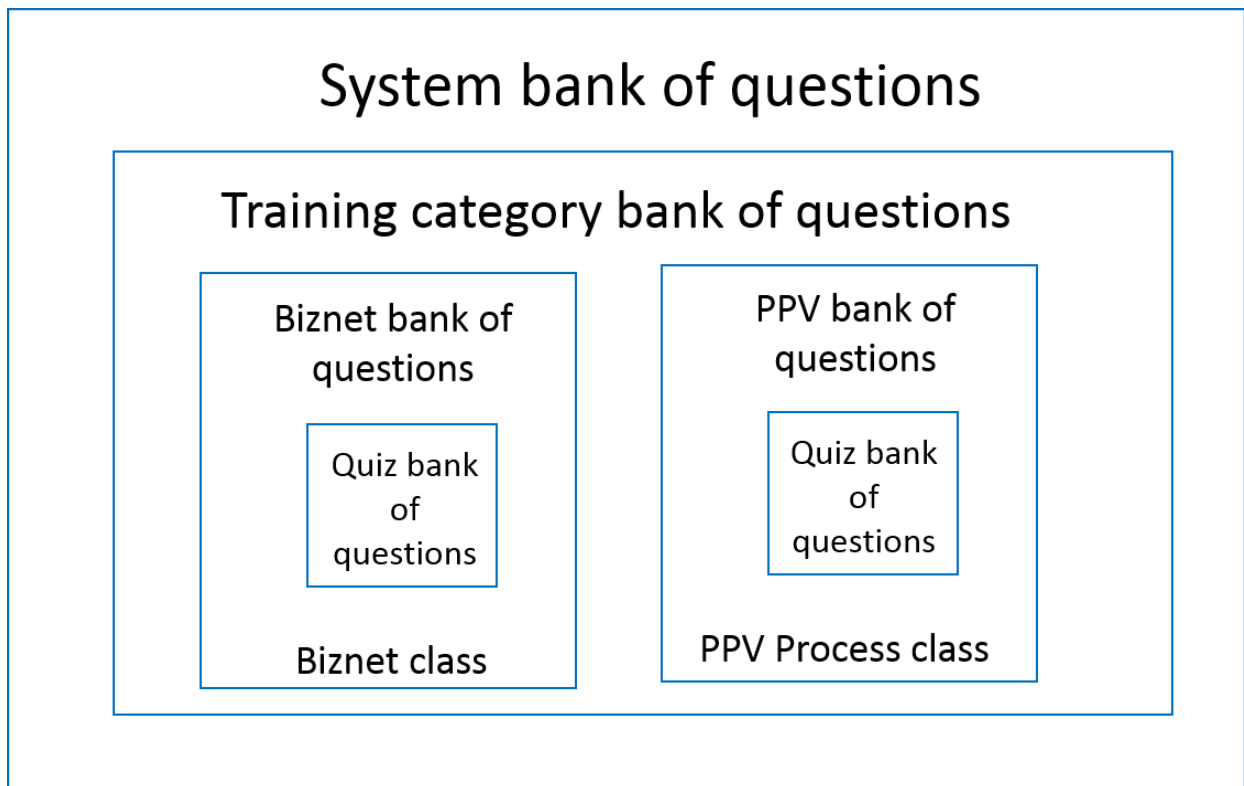 System bank of questions
Training category bank of questions
Biznet bank of
questions
Quiz bank
of
questions
Biznet class
PPV bank of
questions
Quiz bank
of
questions
PPV Process class